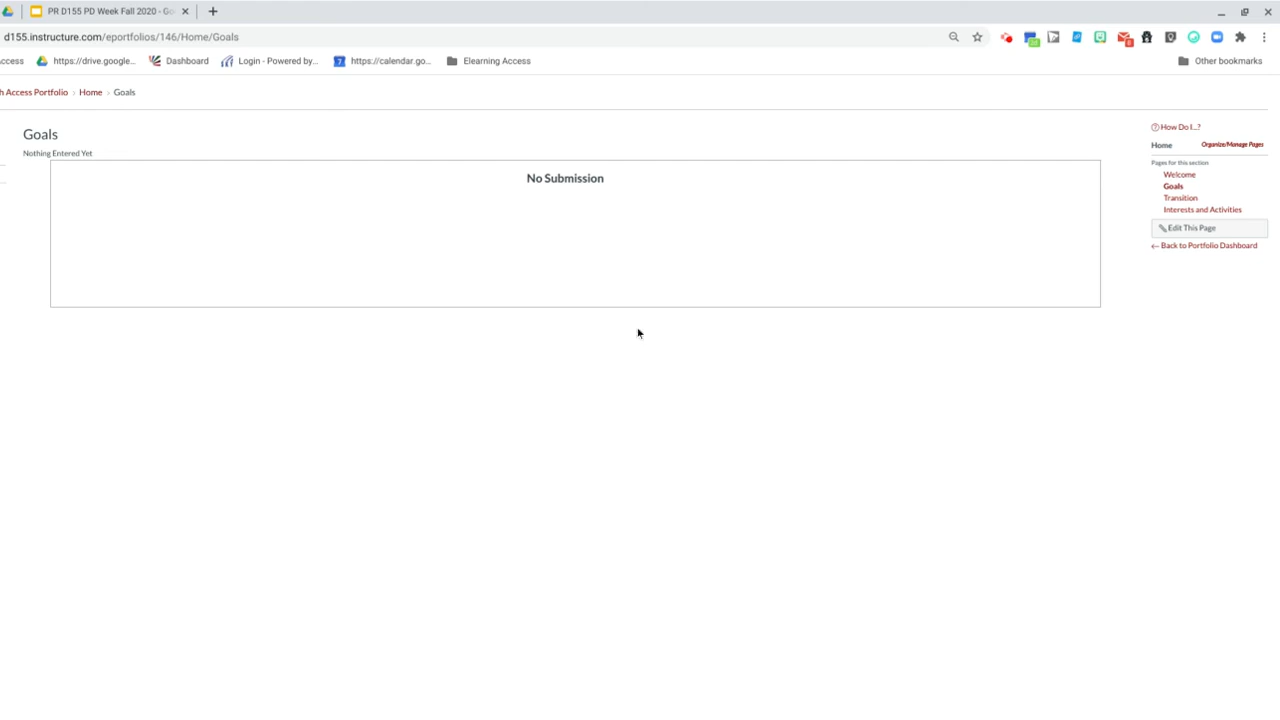 PR D155 PD Week Fall 2020 - Go
d155.instructure.com/eportfolios/146/Home/Goals
ccess https://drive.google... Dashboard Login - Powered by... https://calendar.go... Elearning Access Other bookmarks
h Access Portfolio › Home › Goals
Goals
Nothing Entered Yet
No Submission
How Do I...?
Home Organize/Manage Pages
Pages for this section
Welcome
Goals
Transition
Interests and Activities
Edit This Page
← Back to Portfolio Dashboard